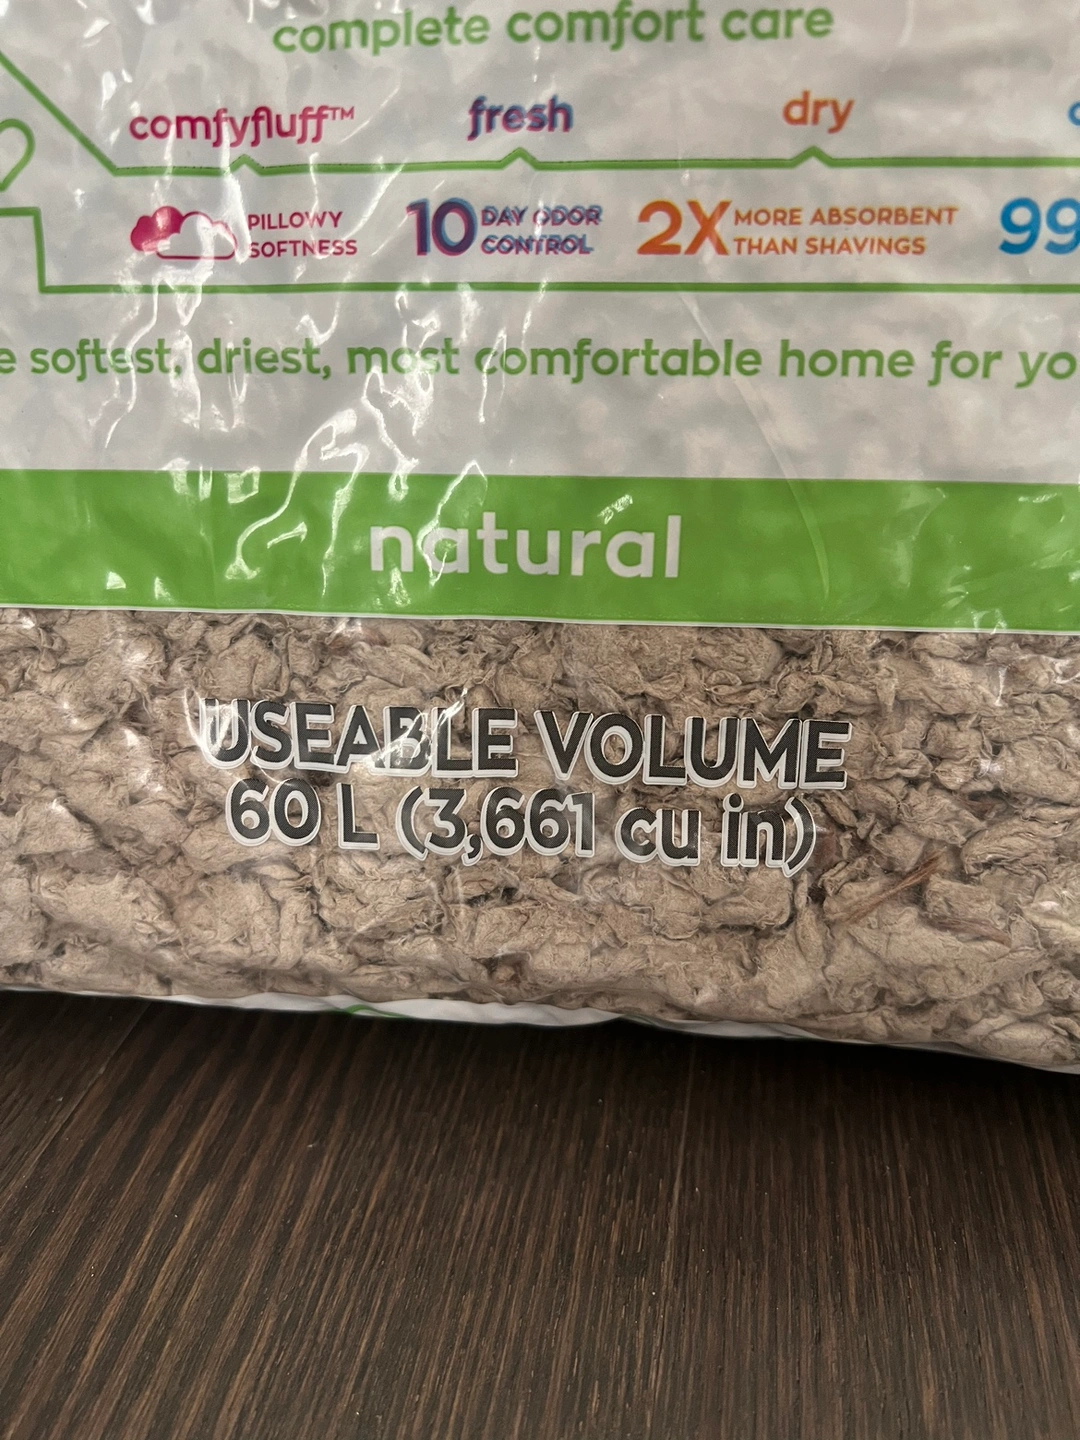 complete comfort care
comfyfluff™ fresh dry
PILLOWY SOFTNESS
10 DAY ODOR CONTROL
2X MORE ABSORBENT THAN SHAVINGS
99
e softest, driest, most comfortable home for yo
natural
USEABLE VOLUME
60 L (3,661 cu in)